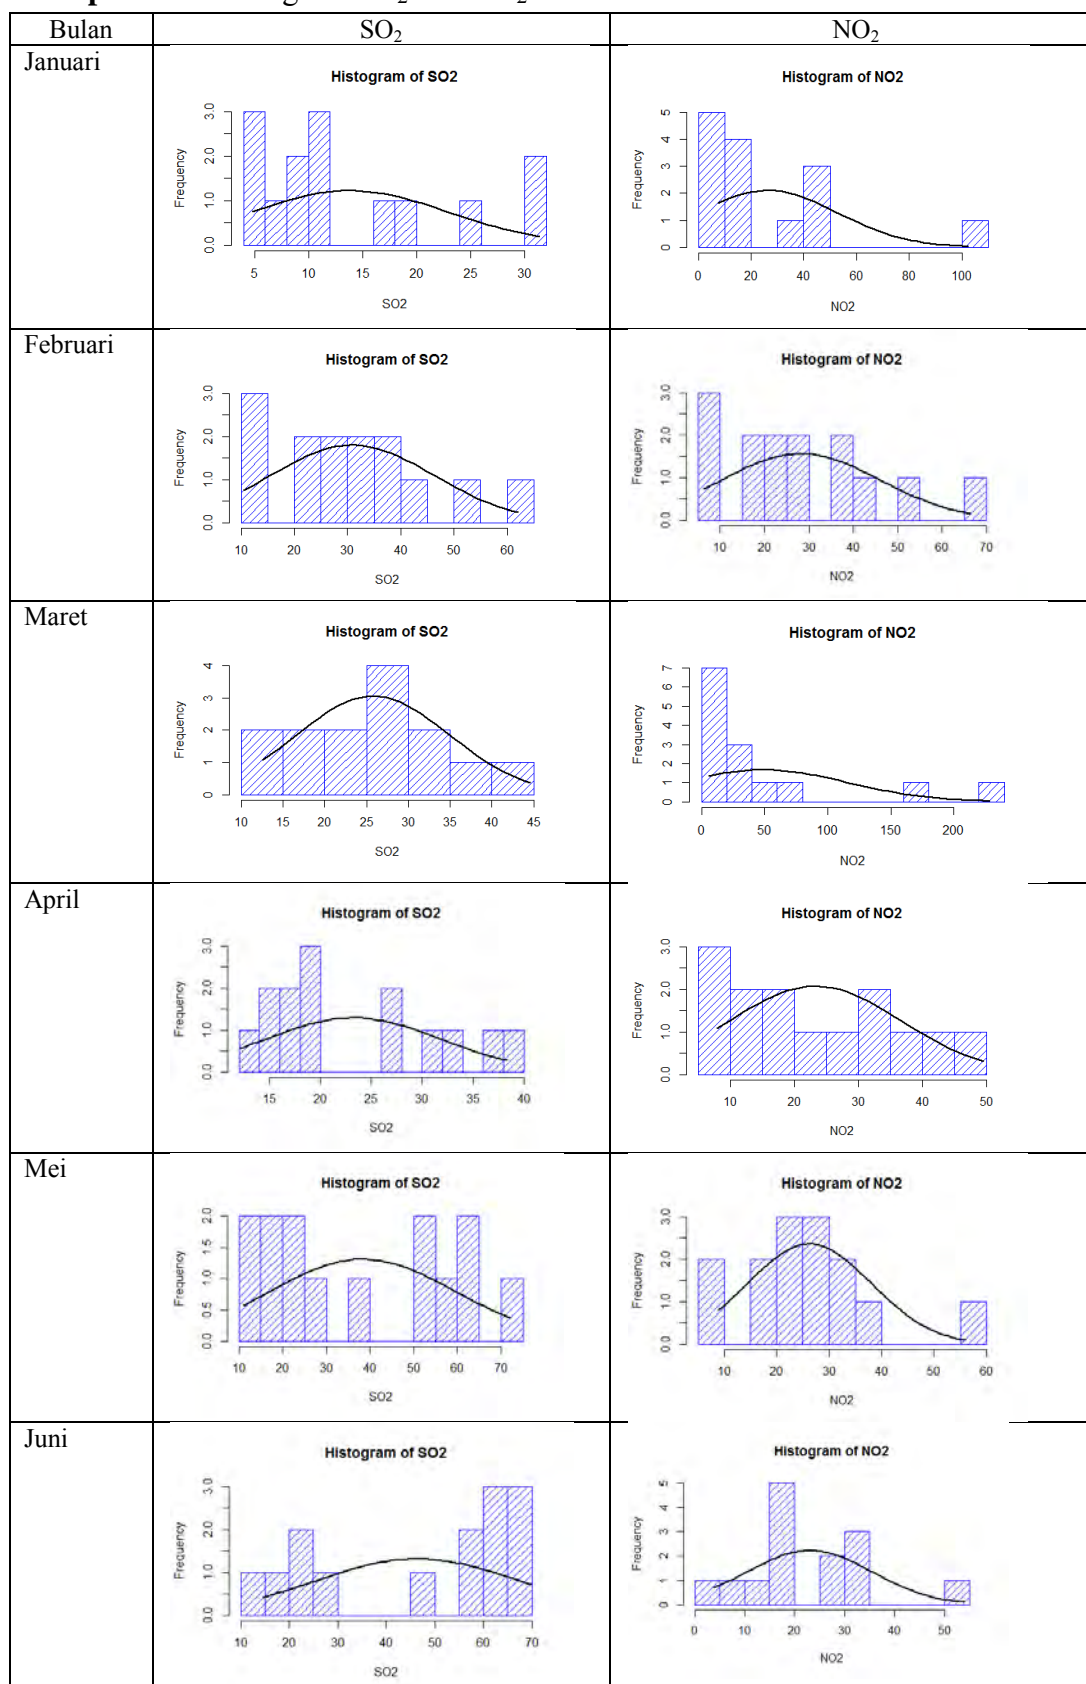 Bulan SO₂ NO₂
Januari
Histogram of SO2
Frequency
0.0 1.0 2.0 3.0
5 10 15 20 25 30
SO2
Histogram of NO2
Frequency
0 1 2 3 4 5
0 20 40 60 80 100
NO2
Februari
Histogram of SO2
Frequency
0.0 1.0 2.0 3.0
10 20 30 40 50 60
SO2
Histogram of NO2
Frequency
0.0 1.0 2.0 3.0
10 20 30 40 50 60 70
NO2
Maret
Histogram of SO2
Frequency
0 1 2 3 4
10 15 20 25 30 35 40 45
SO2
Histogram of NO2
Frequency
0 1 2 3 4 5 6 7
0 50 100 150 200
NO2
April
Histogram of SO2
Frequency
0.0 1.0 2.0 3.0
15 20 25 30 35 40
SO2
Histogram of NO2
Frequency
0.0 1.0 2.0 3.0
10 20 30 40 50
NO2
Mei
Histogram of SO2
Frequency
0.0 0.5 1.0 1.5 2.0
10 20 30 40 50 60 70
SO2
Histogram of NO2
Frequency
0.0 1.0 2.0 3.0
10 20 30 40 50 60
NO2
Juni
Histogram of SO2
Frequency
0.0 1.0 2.0 3.0
10 20 30 40 50 60 70
SO2
Histogram of NO2
Frequency
0 1 2 3 4 5
0 10 20 30 40 50
NO2